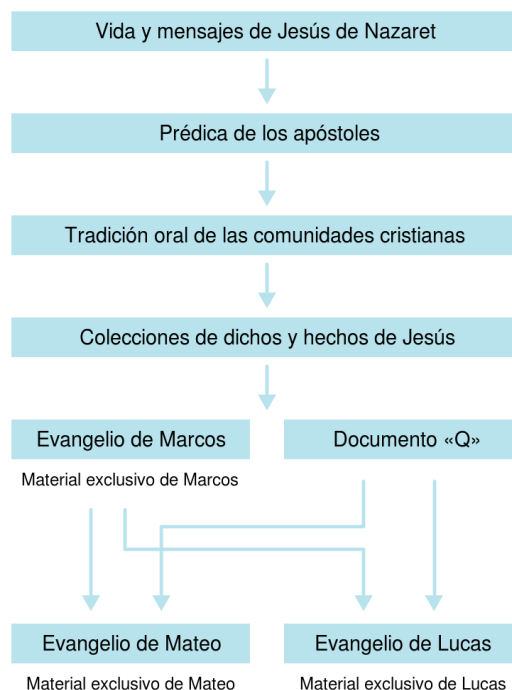 Vida y mensajes de Jesús de Nazaret
Prédica de los apóstoles
Tradición oral de las comunidades cristianas
Colecciones de dichos y hechos de Jesús
Evangelio de Marcos
Documento «Q»
Material exclusivo de Marcos
Evangelio de Mateo
Evangelio de Lucas
Material exclusivo de Mateo
Material exclusivo de Lucas